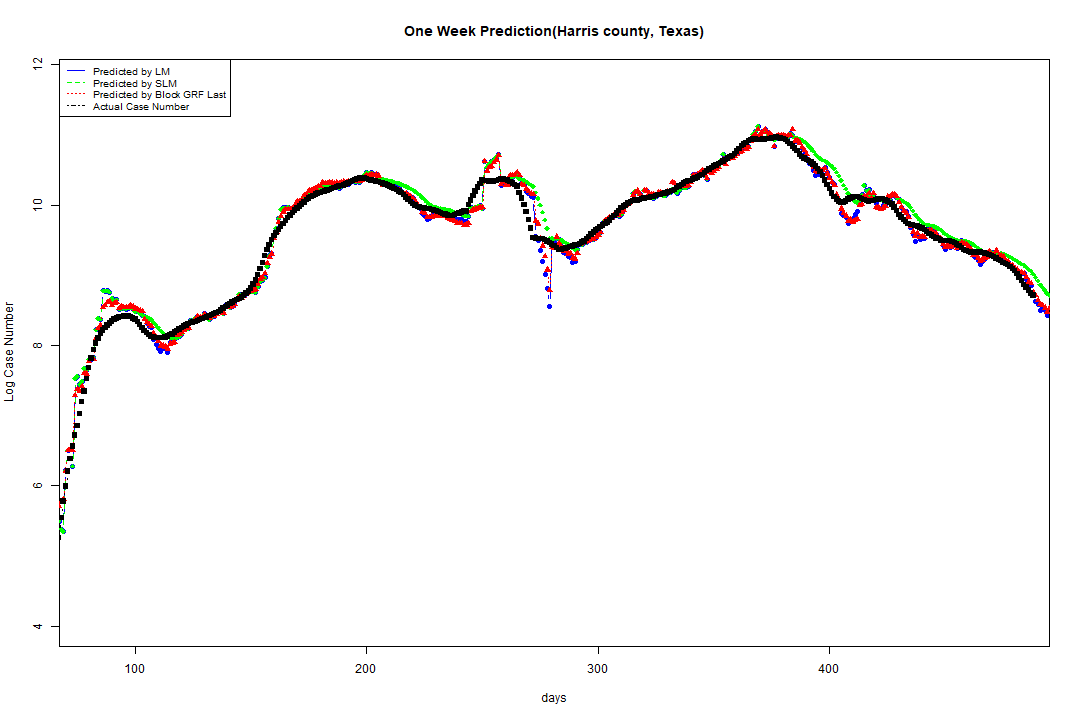 One Week Prediction(Harris county, Texas)
Predicted by LM
Predicted by SLM
Predicted by Block GRF Last
Actual Case Number
12
10
8
6
4
Log Case Number
100
200
300
400
days